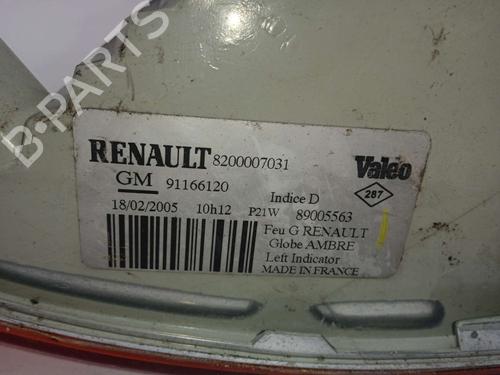 B-PARTS
RENAULT 8200007031 Valeo
GM 91166120 Indice D 287
18/02/2005 10h12 P21W 89005563
Feu G RENAULT
Globe AMBRE
Left Indicator
MADE IN FRANCE